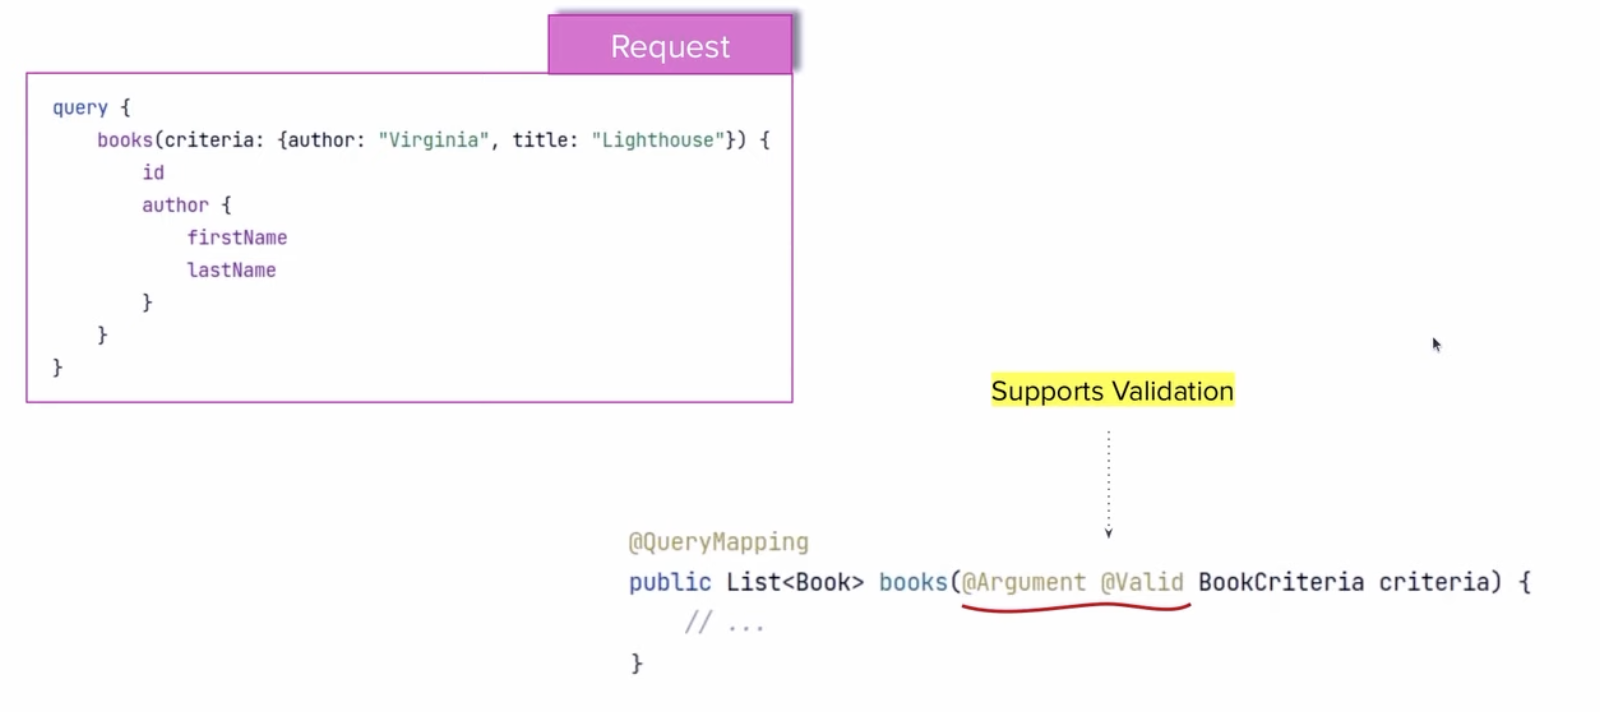 Request
query {
books(criteria: {author: "Virginia", title: "Lighthouse"}) {
id
author {
firstName
lastName
}
}
}
Supports Validation
@QueryMapping
public List<Book> books(@Argument @Valid BookCriteria criteria) {
// ...
}